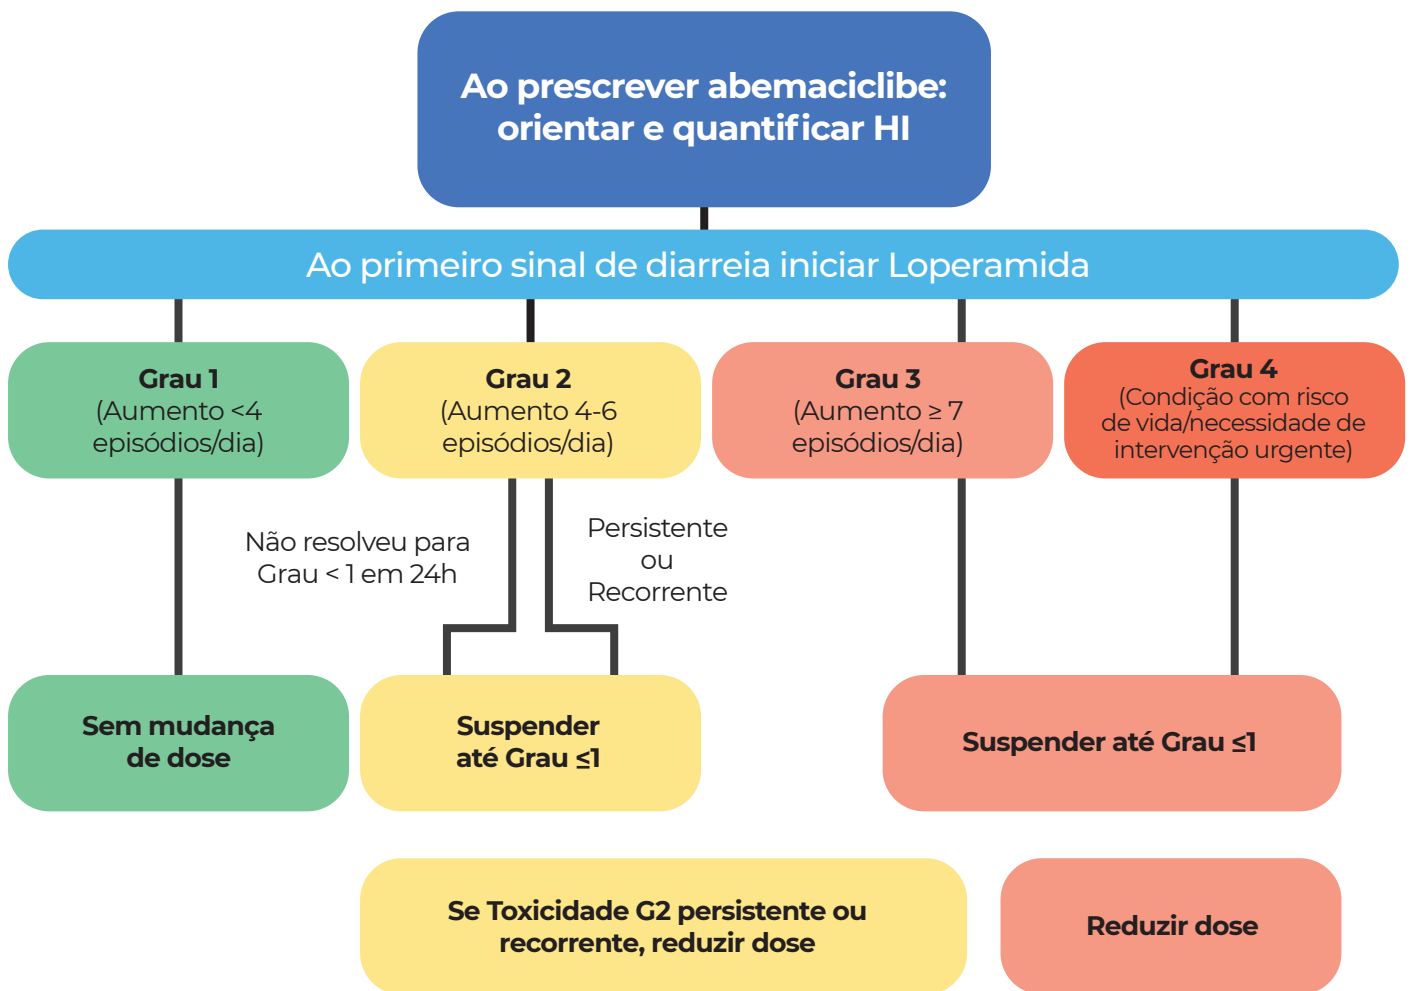 Ao prescrever abemaciclibe:
orientar e quantificar HI
Ao primeiro sinal de diarreia iniciar Loperamida
Grau 1
(Aumento <4
episódios/dia)
Grau 2
(Aumento 4-6
episódios/dia)
Grau 3
(Aumento ≥ 7
episódios/dia)
Grau 4
(Condição com risco
de vida/necessidade de
intervenção urgente)
Não resolveu para
Grau < 1 em 24h
Persistente
ou
Recorrente
Sem mudança
de dose
Suspender
até Grau ≤1
Suspender até Grau ≤1
Se Toxicidade G2 persistente ou
recorrente, reduzir dose
Reduzir dose